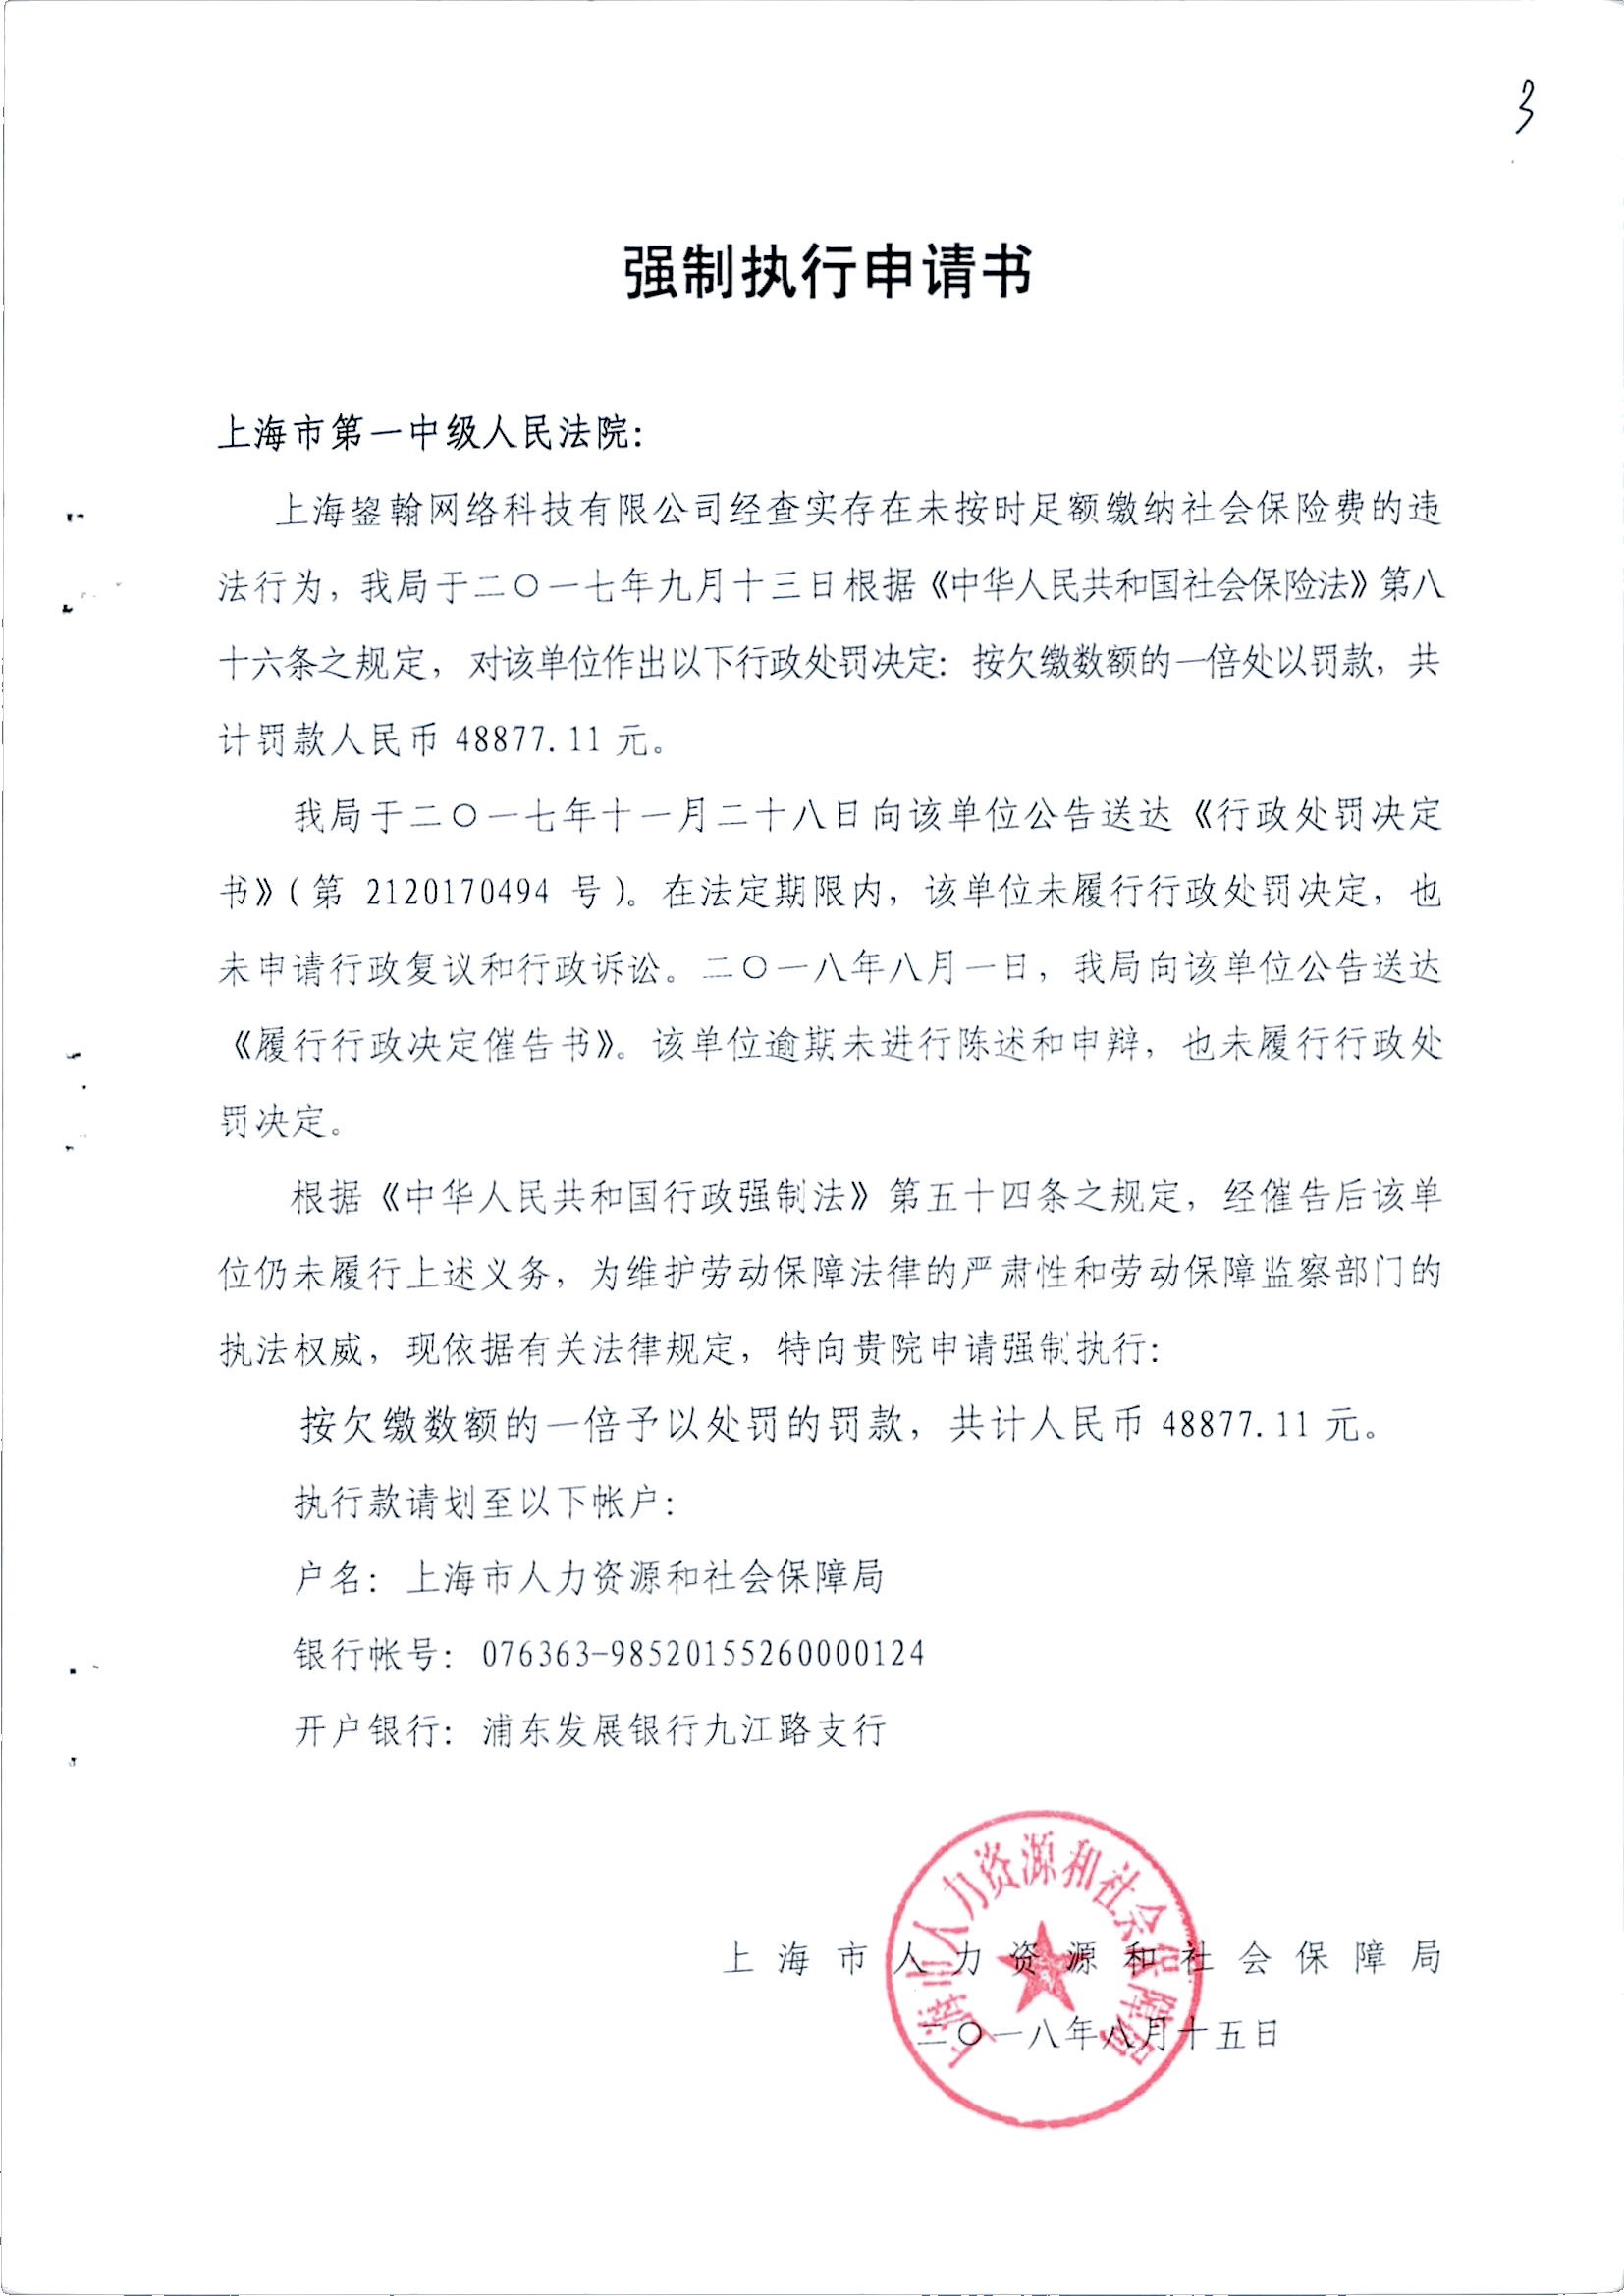 3
强制执行申请书
上海市第一中级人民法院：
上海鋆翰网络科技有限公司经查实存在未按时足额缴纳社会保险费的违
法行为，我局于二〇一七年九月十三日根据《中华人民共和国社会保险法》第八
十六条之规定，对该单位作出以下行政处罚决定：按欠缴数额的一倍处以罚款，共
计罚款人民币 48877.11 元。
我局于二〇一七年十一月二十八日向该单位公告送达《行政处罚决定
书》（第 2120170494 号）。在法定期限内，该单位未履行行政处罚决定，也
未申请行政复议和行政诉讼。二〇一八年八月一日，我局向该单位公告送达
《履行行政决定催告书》。该单位逾期未进行陈述和申辩，也未履行行政处
罚决定。
根据《中华人民共和国行政强制法》第五十四条之规定，经催告后该单
位仍未履行上述义务，为维护劳动保障法律的严肃性和劳动保障监察部门的
执法权威，现依据有关法律规定，特向贵院申请强制执行：
按欠缴数额的一倍予以处罚的罚款，共计人民币 48877.11 元。
执行款请划至以下帐户：
户名：上海市人力资源和社会保障局
银行帐号：076363-98520155260000124
开户银行：浦东发展银行九江路支行
上海市人力资源和社会保障局
上海市人力资源和社会保障局
二〇一八年八月十五日